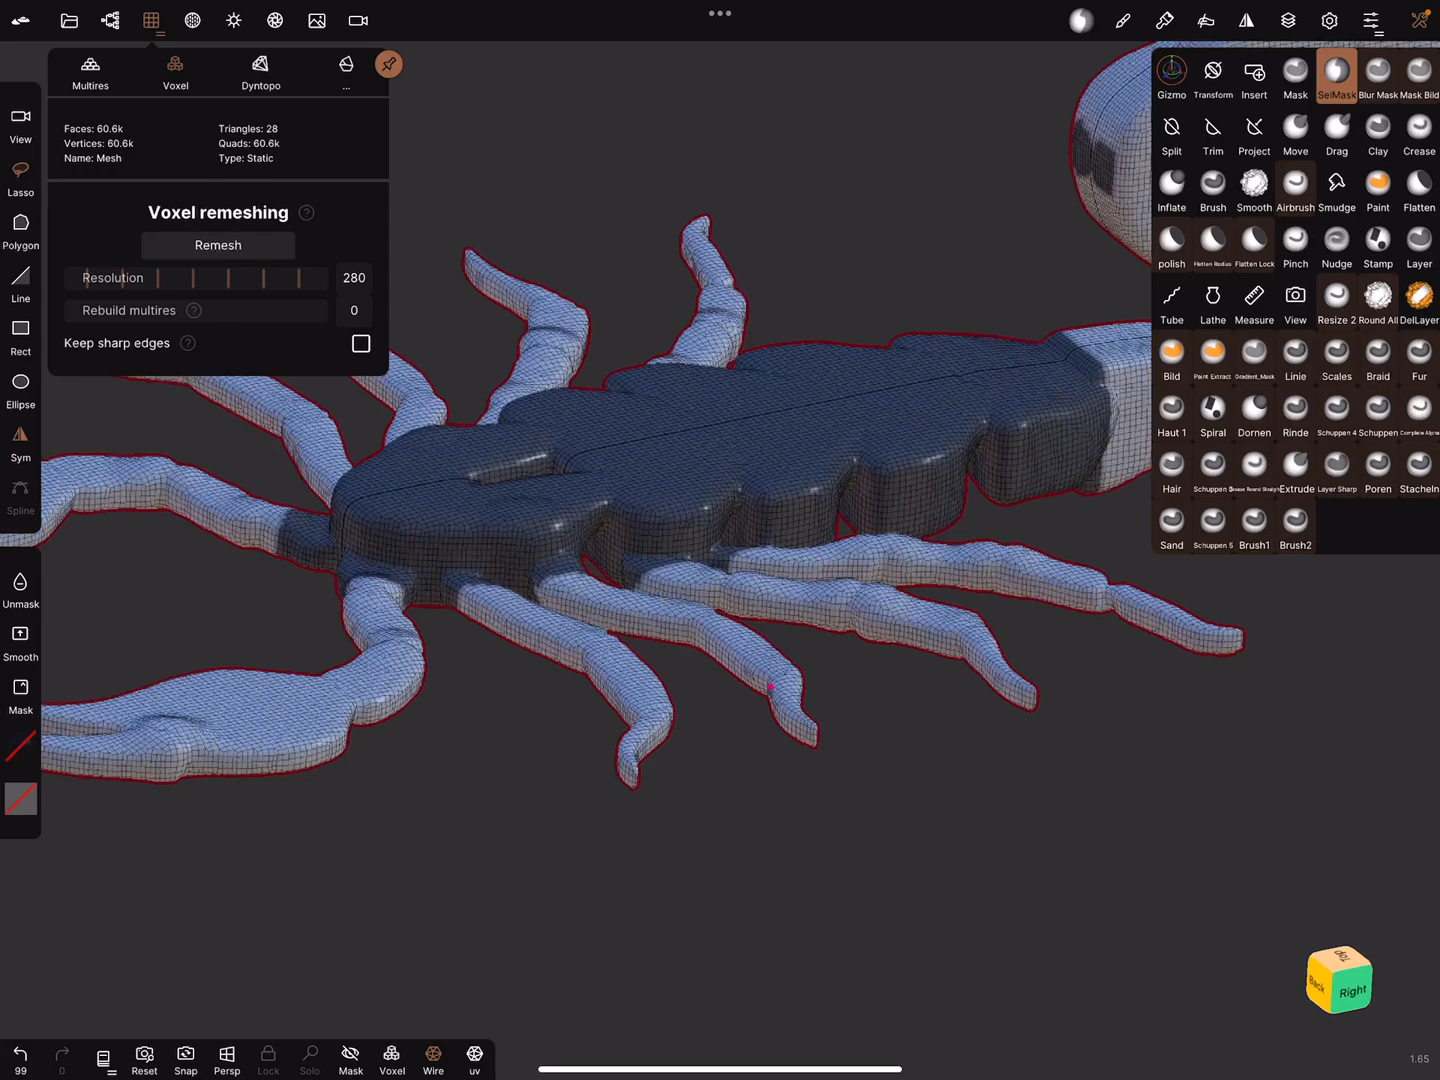 Multires
Voxel
Dyntopo
...
Faces: 60.6k
Triangles: 28
Vertices: 60.6k
Quads: 60.6k
Name: Mesh
Type: Static
Voxel remeshing ?
Remesh
Resolution 280
Rebuild multires ? 0
Keep sharp edges ?
View
Lasso
Polygon
Line
Rect
Ellipse
Sym
Spline
Unmask
Smooth
Mask
Gizmo Transform Insert Mask SelMask Blur Mask Mask Bild
Split Trim Project Move Drag Clay Crease
Inflate Brush Smooth Airbrush Smudge Paint Flatten
polish Flatten Radius Flatten Lock Pinch Nudge Stamp Layer
Tube Lathe Measure View Resize 2 Round All DelLayer
Bild Paint Extract Gradient_Mask Linie Scales Braid Fur
Haut 1 Spiral Dornen Rinde Schuppen 4 Schuppen Complete Alpha
Hair Schuppen Extrude Layer Sharp Poren Stacheln
Sand Schuppen 5 Brush1 Brush2
Top
Back
Right
99 0 Reset Snap Persp Lock Solo Mask Voxel Wire uv
1.65